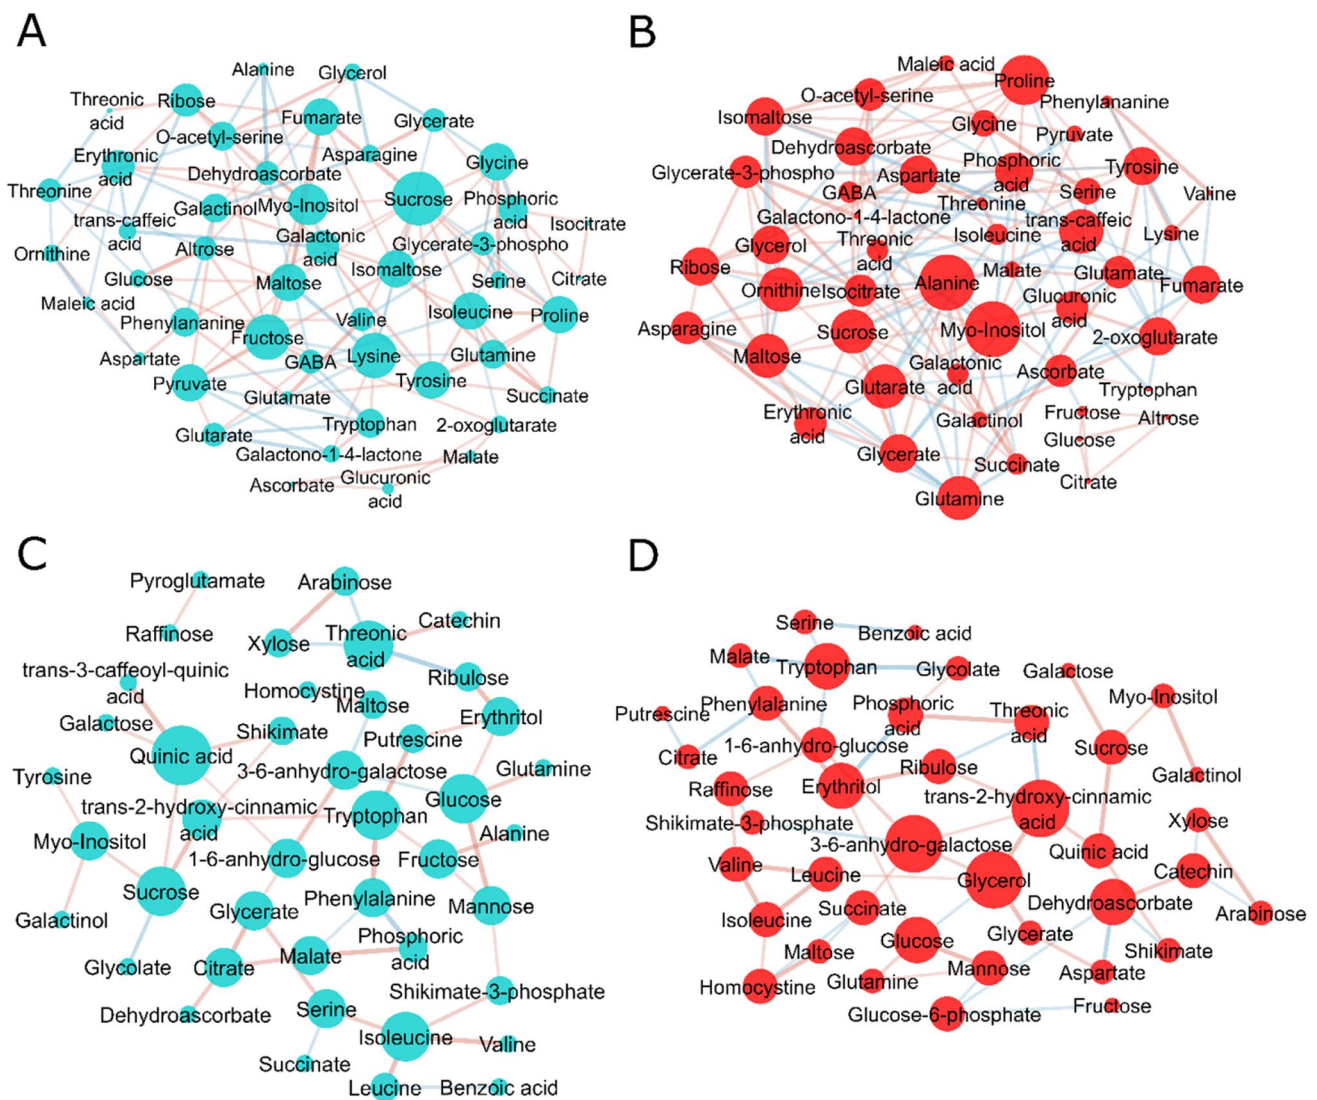 A
Alanine
Glycerol
Threonic
acid
Ribose
Fumarate
Glycerate
O-acetyl-serine
Erythronic
acid
Asparagine
Glycine
Dehydroascorbate
Threonine
Galactinol
Myo-Inositol
Sucrose
Phosphoric
acid
trans-caffeic
acid
Isocitrate
Galactonic
acid
Glycerate-3-phospho
Ornithine
Altrose
Isomaltose
Glucose
Maltose
Serine
Citrate
Maleic acid
Phenylananine
Valine
Isoleucine
Proline
Fructose
Aspartate
GABA
Lysine
Glutamine
Pyruvate
Tyrosine
Glutamate
Succinate
Glutarate
Tryptophan
2-oxoglutarate
Galactono-1-4-lactone
Malate
Ascorbate
Glucuronic
acid
B
Maleic acid
Proline
O-acetyl-serine
Phenylananine
Isomaltose
Glycine
Pyruvate
Dehydroascorbate
Glycerate-3-phospho
Aspartate
Phosphoric
acid
Tyrosine
GABA
Serine
Valine
Threonine
Galactono-1-4-lactone
trans-caffeic
acid
Glycerol
Threonic
acid
Isoleucine
Lysine
Ribose
Malate
Glutamate
Ornithine
Isocitrate
Alanine
Fumarate
Glucuronic
acid
Asparagine
Sucrose
Myo-Inositol
2-oxoglutarate
Maltose
Galactonic
acid
Ascorbate
Glutarate
Tryptophan
Erythronic
acid
Galactinol
Fructose
Altrose
Glucose
Glycerate
Succinate
Citrate
Glutamine
C
Pyroglutamate
Arabinose
Raffinose
Xylose
Threonic
acid
Catechin
trans-3-caffeoyl-quinic
acid
Ribulose
Homocystine
Maltose
Galactose
Shikimate
Erythritol
Quinic acid
Putrescine
3-6-anhydro-galactose
Glutamine
Tyrosine
trans-2-hydroxy-cinnamic
acid
Glucose
Tryptophan
Myo-Inositol
Alanine
1-6-anhydro-glucose
Fructose
Sucrose
Phenylalanine
Mannose
Galactinol
Glycerate
Phosphoric
acid
Glycolate
Citrate
Malate
Shikimate-3-phosphate
Dehydroascorbate
Serine
Isoleucine
Valine
Succinate
Leucine
Benzoic acid
D
Serine
Benzoic acid
Malate
Tryptophan
Glycolate
Galactose
Myo-Inositol
Phenylalanine
Phosphoric
acid
Threonic
acid
Putrescine
1-6-anhydro-glucose
Sucrose
Citrate
Ribulose
Galactinol
Raffinose
Erythritol
trans-2-hydroxy-cinnamic
acid
Shikimate-3-phosphate
Xylose
3-6-anhydro-galactose
Quinic acid
Valine
Leucine
Glycerol
Catechin
Dehydroascorbate
Isoleucine
Succinate
Arabinose
Glucose
Glycerate
Maltose
Shikimate
Mannose
Aspartate
Homocystine
Glutamine
Glucose-6-phosphate
Fructose